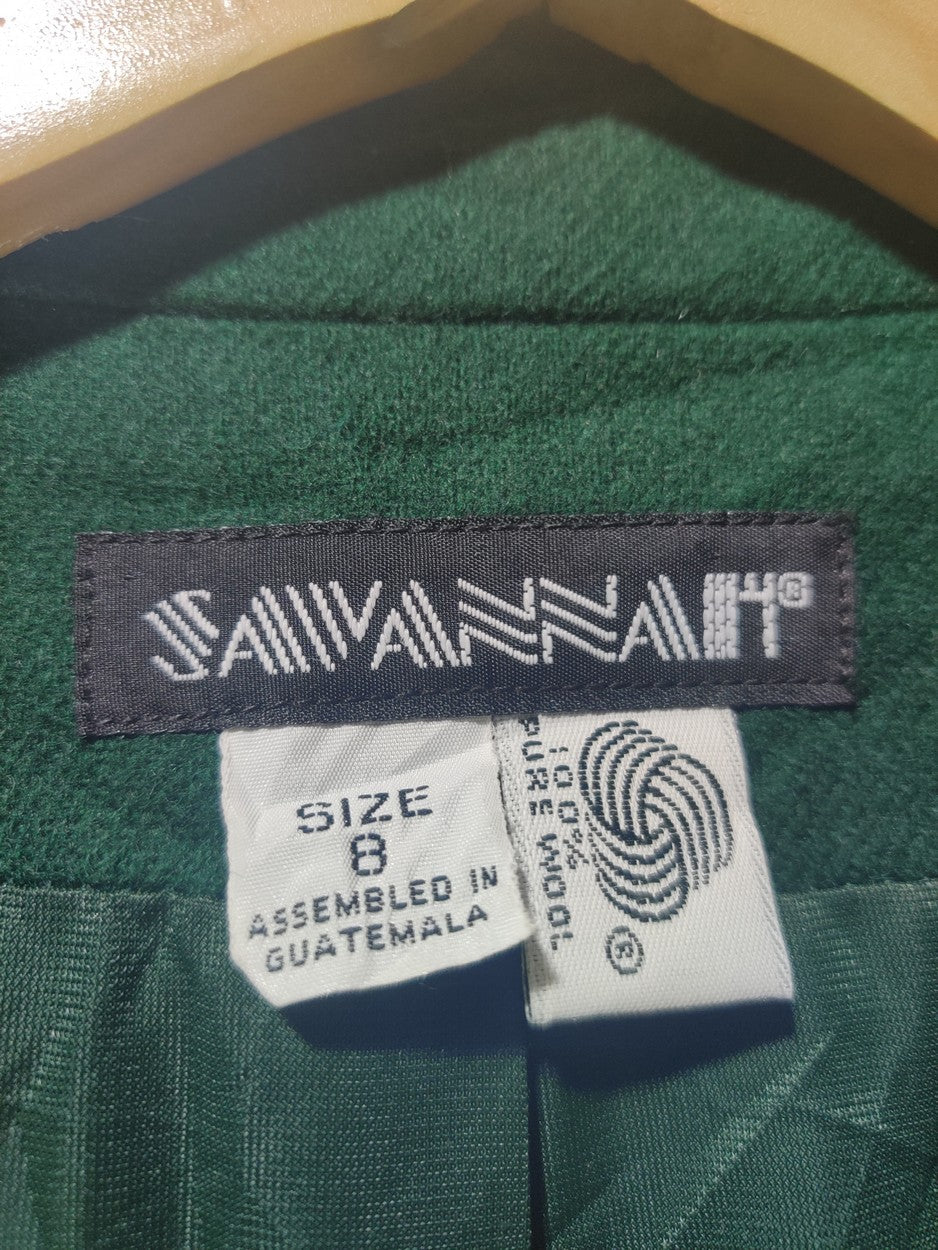 SAVANNAH®
SIZE
8
ASSEMBLED IN
GUATEMALA
100%
PURE WOOL
®